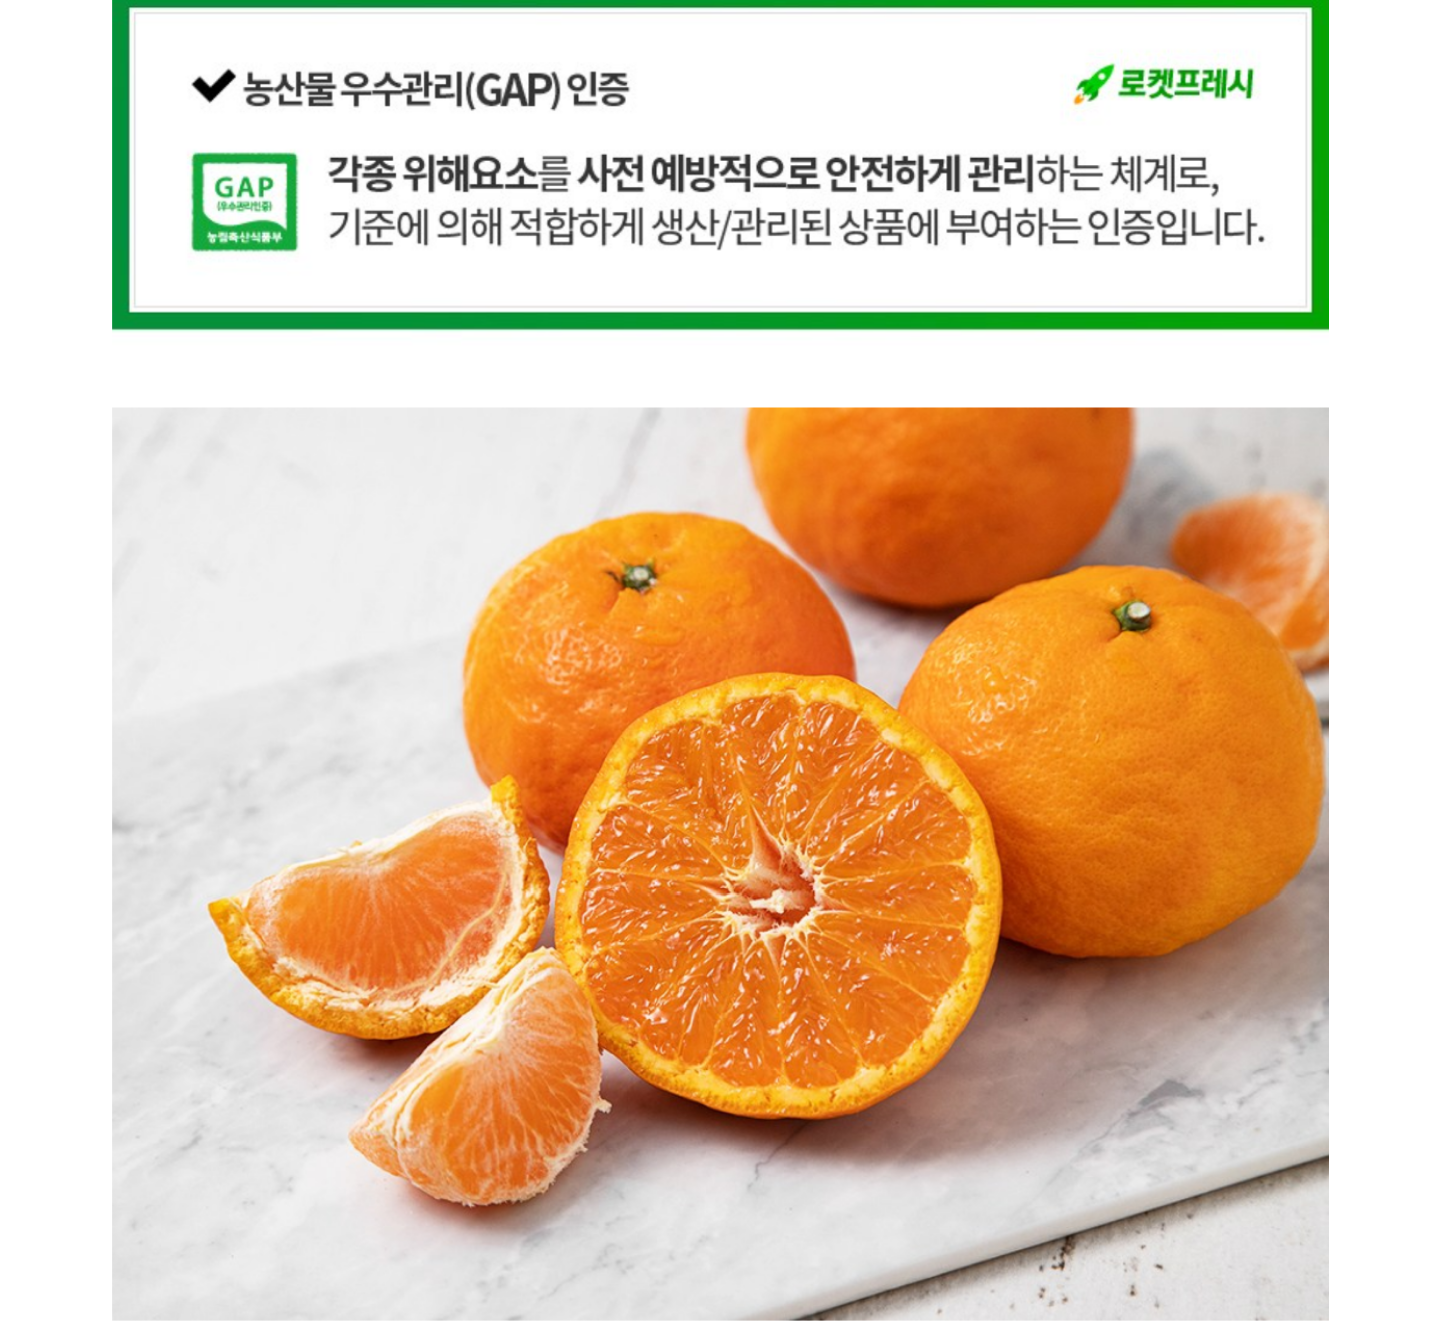 농산물 우수관리(GAP) 인증
로켓프레시
각종 위해요소를 사전 예방적으로 안전하게 관리하는 체계로,
기준에 의해 적합하게 생산/관리된 상품에 부여하는 인증입니다.
GAP
(우수관리인증)
농림축산식품부